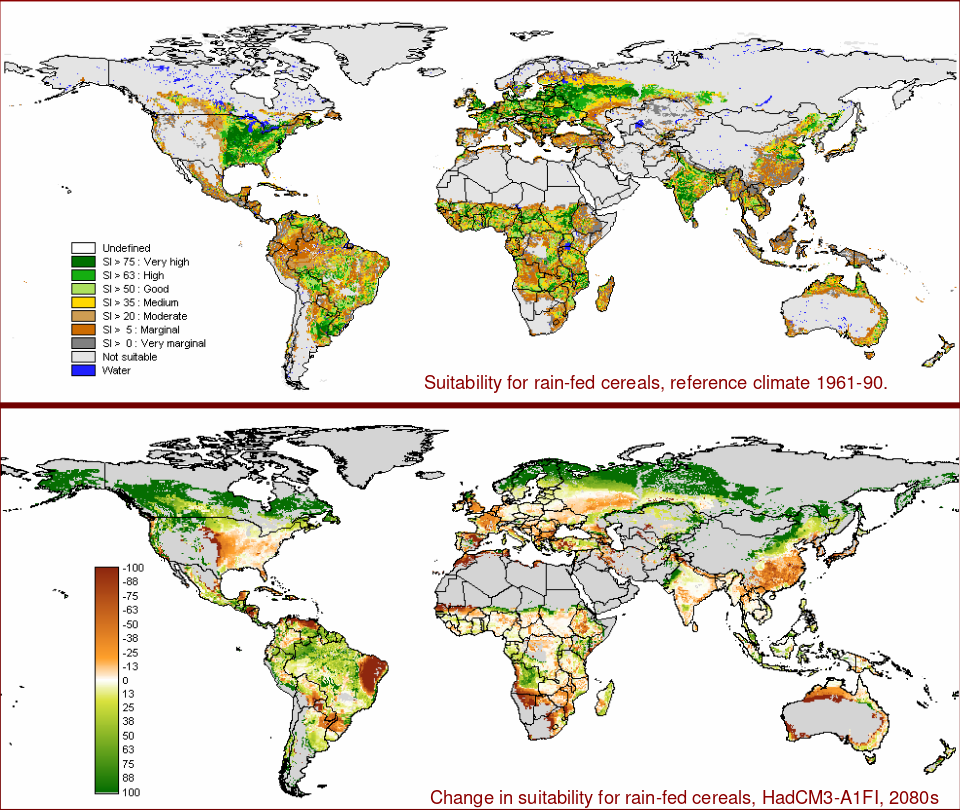 Undefined
SI > 75 : Very high
SI > 63 : High
SI > 50 : Good
SI > 35 : Medium
SI > 20 : Moderate
SI > 5 : Marginal
SI > 0 : Very marginal
Not suitable
Water
Suitability for rain-fed cereals, reference climate 1961-90.
-100
-88
-75
-63
-50
-38
-25
-13
0
13
25
38
50
63
75
88
100
Change in suitability for rain-fed cereals, HadCM3-A1FI, 2080s